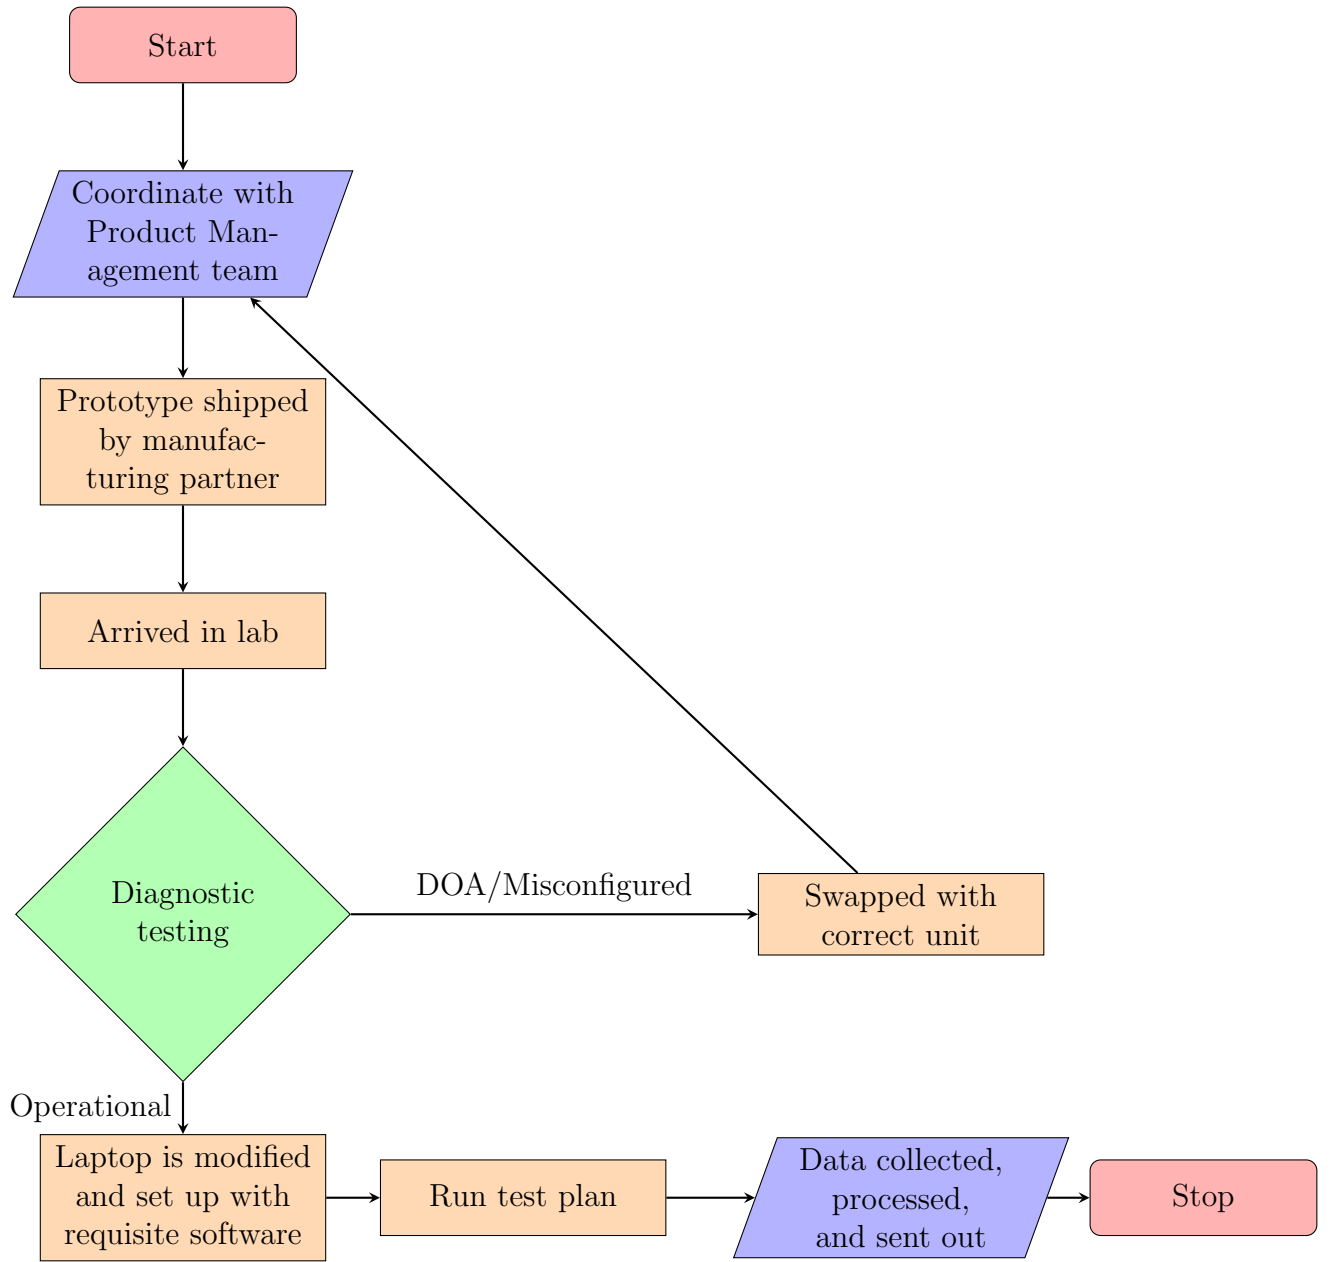 Start
Coordinate with
Product Man-
agement team
Prototype shipped
by manufac-
turing partner
Arrived in lab
Diagnostic
testing
DOA/Misconfigured
Swapped with
correct unit
Operational
Laptop is modified
and set up with
requisite software
Run test plan
Data collected,
processed,
and sent out
Stop